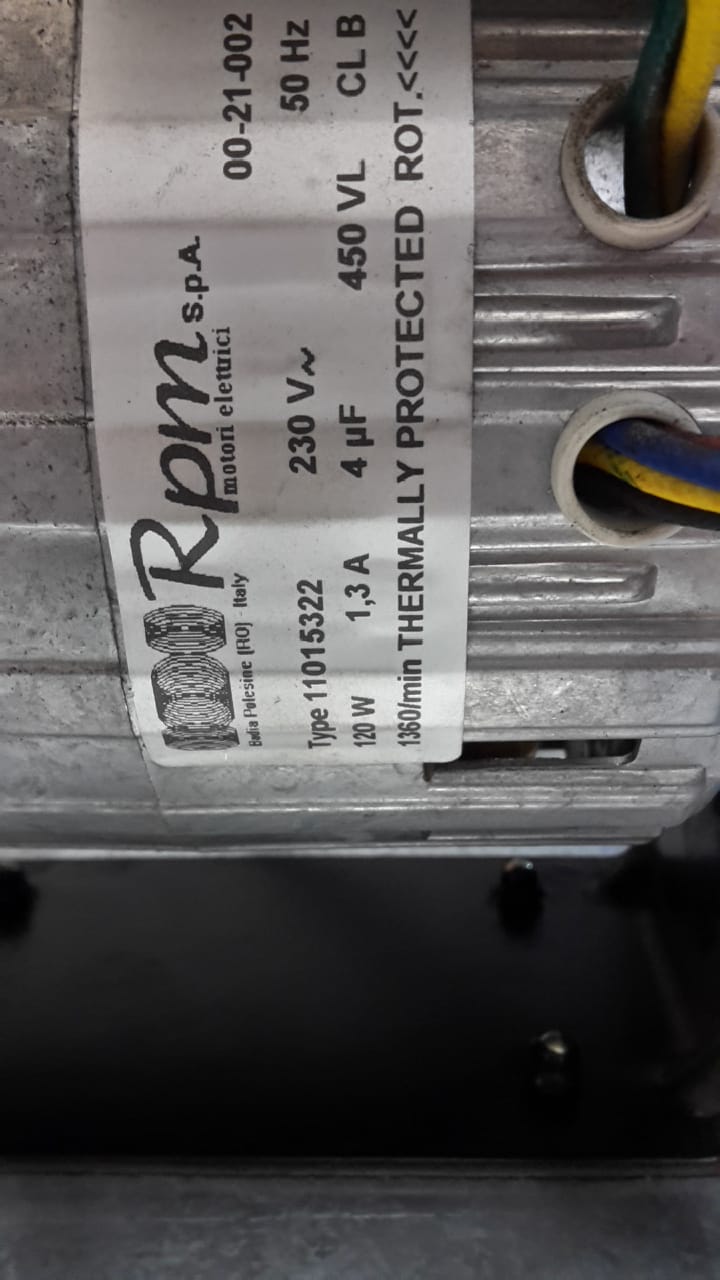 Rpm s.p.A.
motori elettrici
Badia Polesine (RO) - Italy
00-21-002
Type 11015322 230 V~ 50 Hz
120 W 1,3 A 4 µF 450 VL CL B
1360/min THERMALLY PROTECTED ROT.<<<<